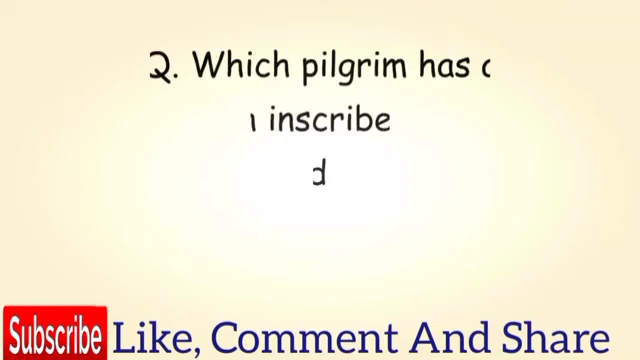 Q. Which pilgrim has
inscribe
d
Subscribe Like, Comment And Share